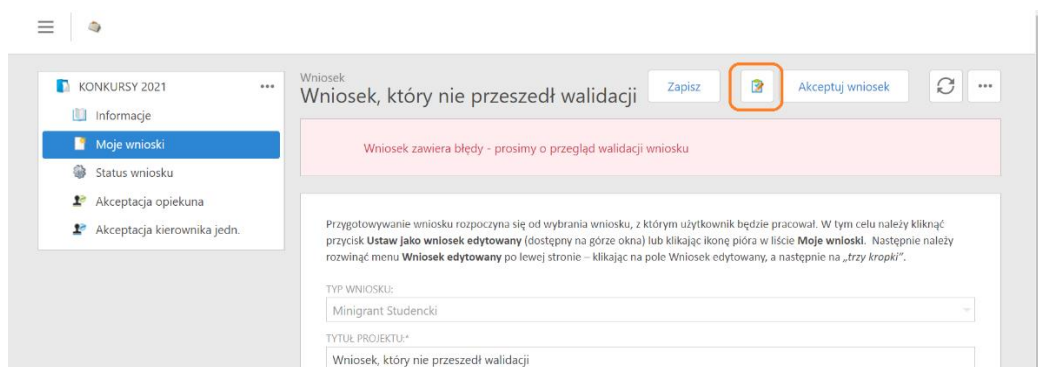 KONKURSY 2021
Informacje
Moje wnioski
Status wniosku
Akceptacja opiekuna
Akceptacja kierownika jedn.
Wniosek
Wniosek, który nie przeszedł walidacji
Zapisz
Akceptuj wniosek
Wniosek zawiera błędy - prosimy o przegląd walidacji wniosku
Przygotowywanie wniosku rozpoczyna się od wybrania wniosku, z którym użytkownik będzie pracował. W tym celu należy kliknąć
przycisk Ustaw jako wniosek edytowany (dostępny na górze okna) lub klikając ikonę pióra w liście Moje wnioski. Następnie należy
rozwinąć menu Wniosek edytowany po lewej stronie – klikając na pole Wniosek edytowany, a następnie na „trzy kropki”.
TYP WNIOSKU:
Minigrant Studencki
TYTUŁ PROJEKTU:*
Wniosek, który nie przeszedł walidacji